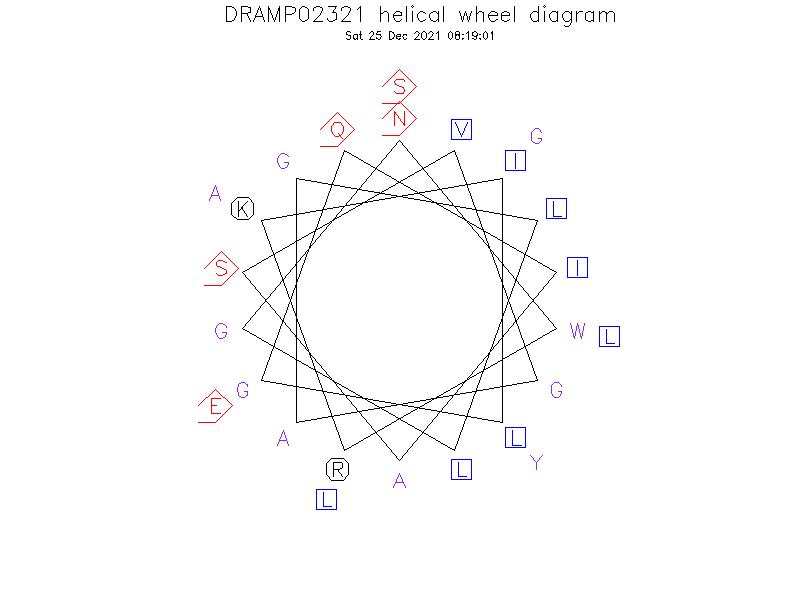 DRAMP02321 helical wheel diagram
Sat 25 Dec 2021 08:19:01
S
N
Q
V
G
G
I
A
K
L
S
I
G
W
L
G
G
E
A
L
Y
R
L
A
L